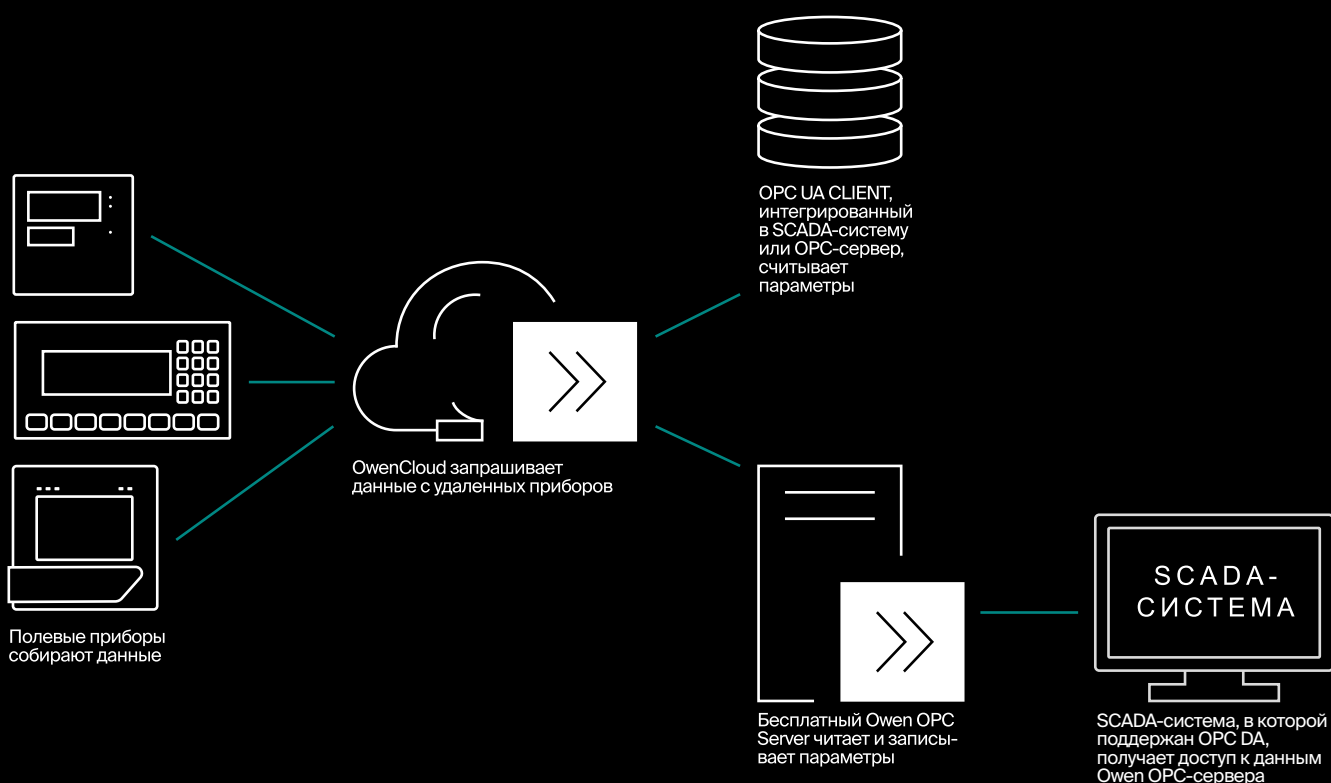 OPC UA CLIENT,
интегрированный
в SCADA-систему
или OPC-сервер,
считывает
параметры
OwenCloud запрашивает
данные с удаленных приборов
Полевые приборы
собирают данные
SCADA-
СИСТЕМА
Бесплатный Owen OPC
Server читает и записы-
вает параметры
SCADA-система, в которой
поддержан OPC DA,
получает доступ к данным
Owen OPC-сервера